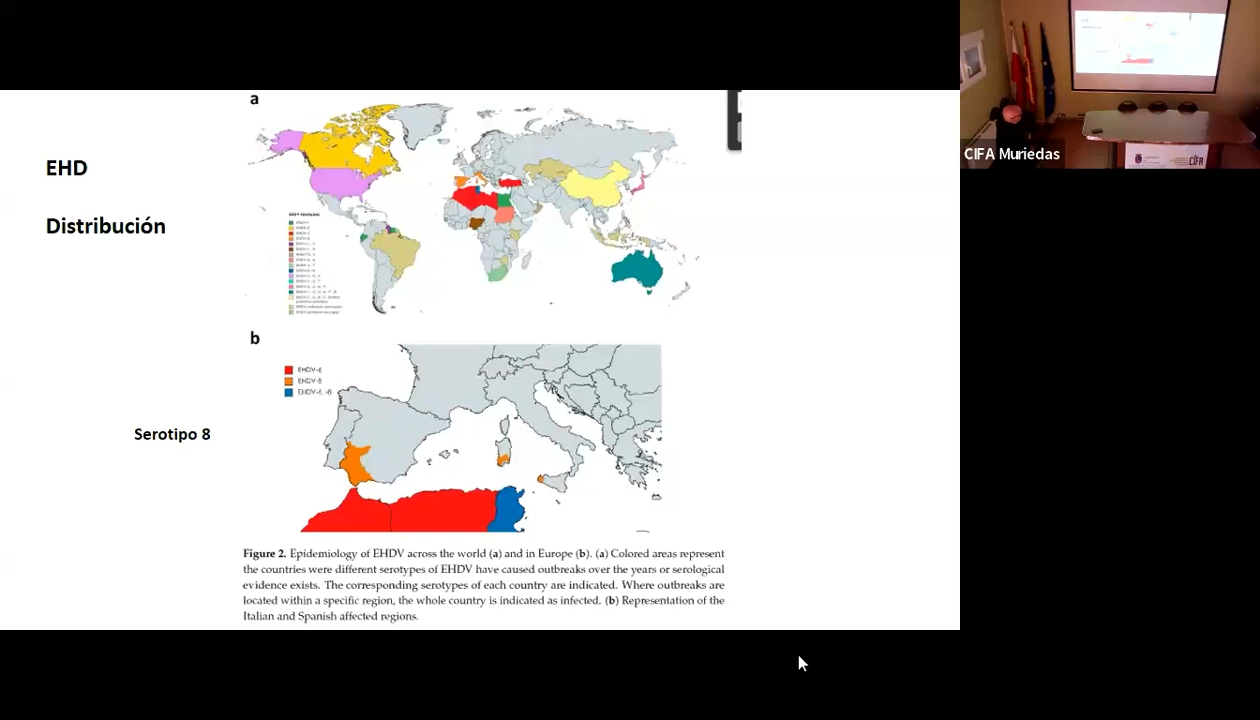 a
EHD
CIFA Muriedas
Distribución
b
EHDV-6
EHDV-8
EHDV-6, -8
Serotipo 8
Figure 2. Epidemiology of EHDV across the world (a) and in Europe (b). (a) Colored areas represent
the countries were different serotypes of EHDV have caused outbreaks over the years or serological
evidence exists. The corresponding serotypes of each country are indicated. Where outbreaks are
located within a specific region, the whole country is indicated as infected. (b) Representation of the
Italian and Spanish affected regions.